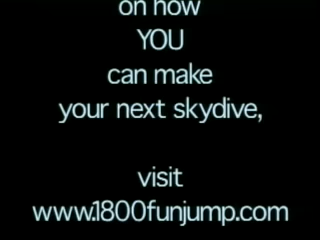 on how
YOU
can make
your next skydive,
visit
www.1800funjump.com